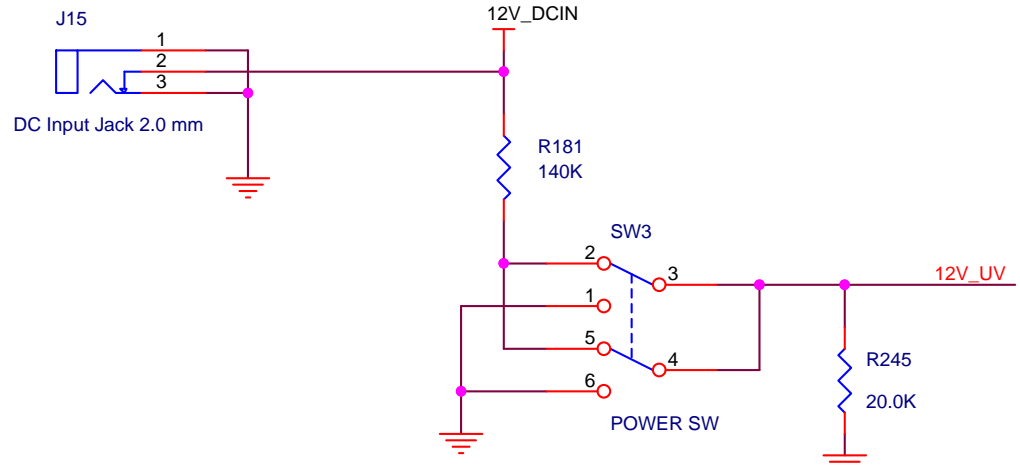 J15
12V_DCIN
1
2
3
DC Input Jack 2.0 mm
R181
140K
SW3
2
3
12V_UV
1
5
4
R245
6
20.0K
POWER SW